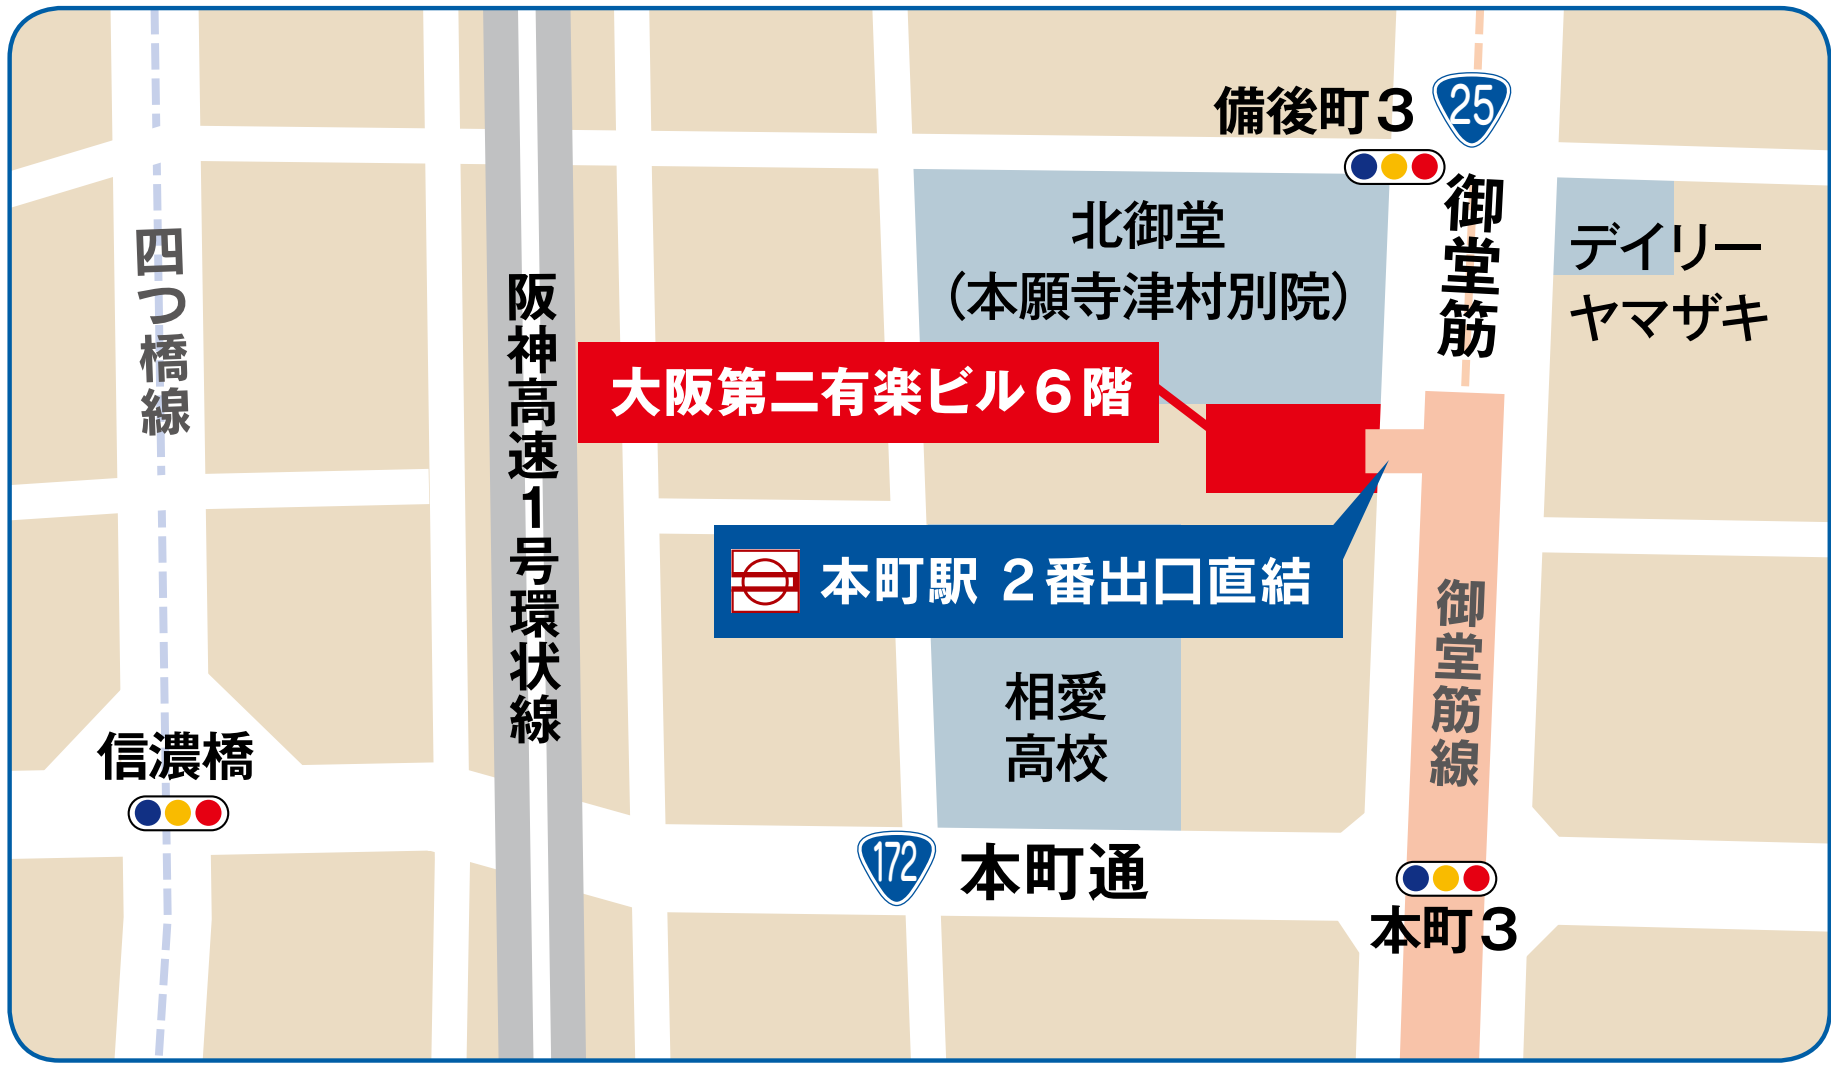 備後町3
25
御堂筋
北御堂
（本願寺津村別院）
デイリー
ヤマザキ
四つ橋線
阪神高速1号環状線
大阪第二有楽ビル6階
本町駅 2番出口直結
御堂筋線
相愛
高校
信濃橋
172
本町通
本町3